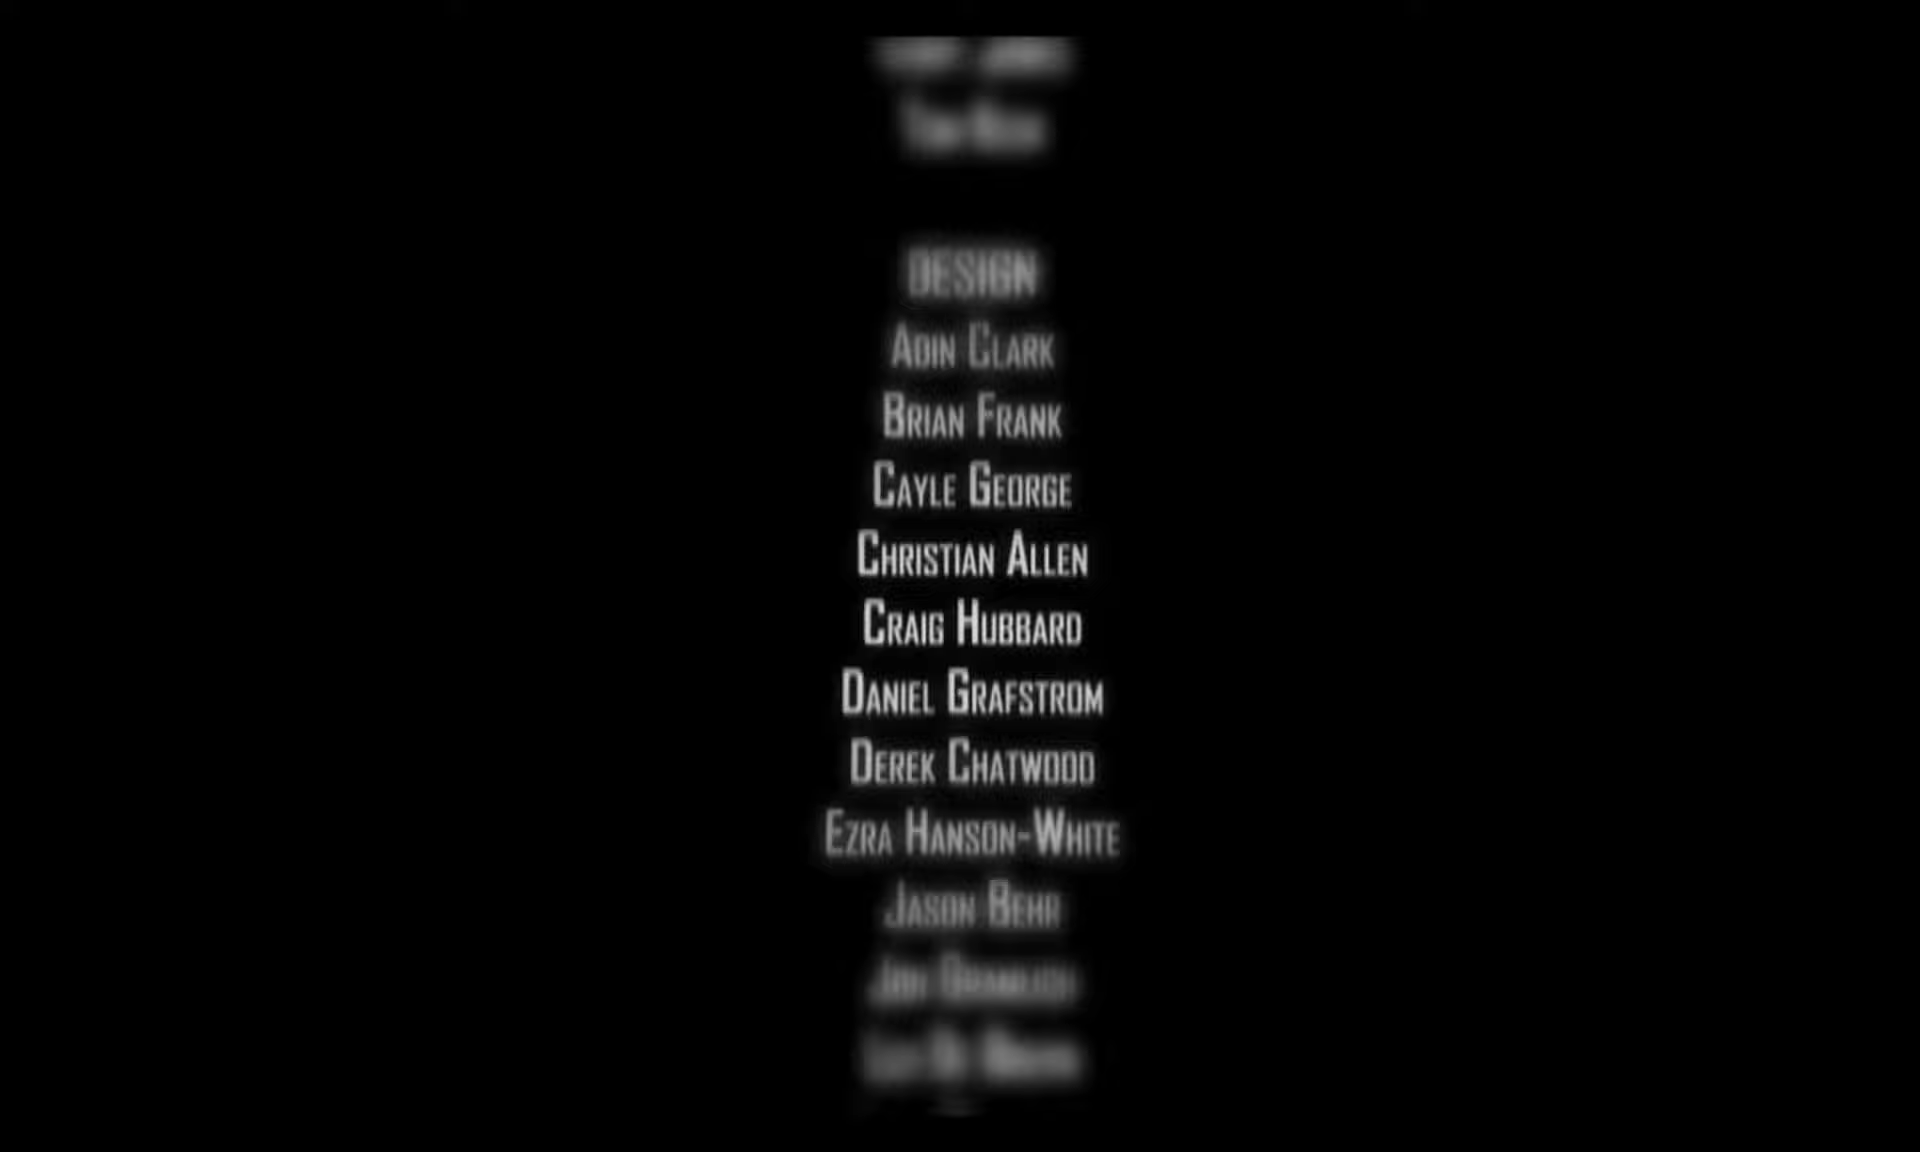 DESIGN
ADIN CLARK
BRIAN FRANK
CAYLE GEORGE
CHRISTIAN ALLEN
CRAIG HUBBARD
DANIEL GRAFSTROM
DEREK CHATWOOD
EZRA HANSON-WHITE
JASON BEHR